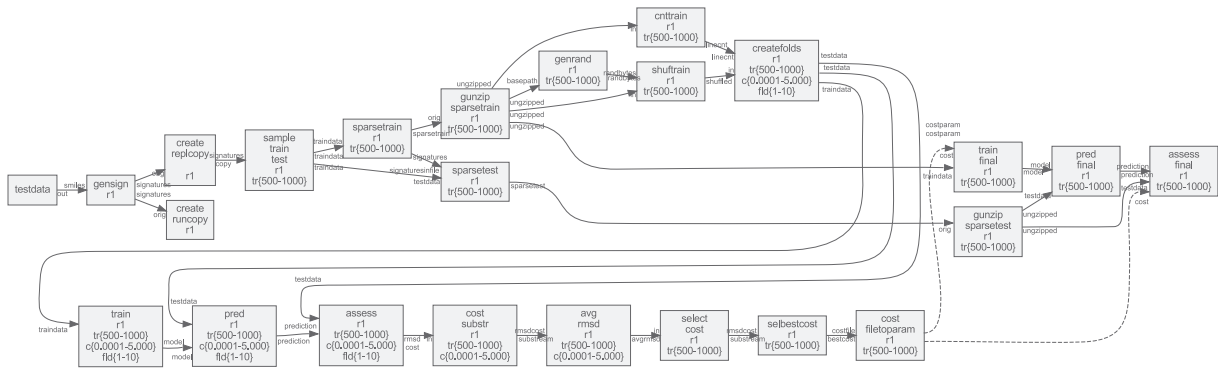 testdata
smiles
out
gensign
r1
signatures
orig
signatures
create
replcopy
r1
create
runcopy
r1
signatures
copy
sample
train
test
r1
tr{500-1000}
traindata
traindata
traindata
sparsetrain
r1
tr{500-1000}
orig
sparsetrain
signatures
signaturesinfile
testdata
gunzip
sparsetrain
r1
tr{500-1000}
sparsetest
r1
tr{500-1000}
sparsetest
ungzipped
basepath
ungzipped
ungzipped
ungzipped
genrand
r1
tr{500-1000}
randbytes
in
in
cnttrain
r1
tr{500-1000}
shuftrain
r1
tr{500-1000}
linecnt
linecnt
in
shuffled
createfolds
r1
tr{500-1000}
c{0.0001-5.000}
fld{1-10}
testdata
testdata
traindata
costparam
costparam
cost
traindata
train
final
r1
tr{500-1000}
model
model
testdata
pred
final
r1
tr{500-1000}
prediction
prediction
testdata
cost
assess
final
r1
tr{500-1000}
orig
gunzip
sparsetest
r1
tr{500-1000}
ungzipped
ungzipped
traindata
train
r1
tr{500-1000}
c{0.0001-5.000}
fld{1-10}
testdata
model
model
pred
r1
tr{500-1000}
c{0.0001-5.000}
fld{1-10}
testdata
prediction
prediction
assess
r1
tr{500-1000}
c{0.0001-5.000}
fld{1-10}
rmsd
cost
in
cost
substr
r1
tr{500-1000}
c{0.0001-5.000}
rmsdcost
substream
avg
rmsd
r1
tr{500-1000}
c{0.0001-5.000}
in
avgrmsd
select
cost
r1
tr{500-1000}
rmsdcost
substream
selbestcost
r1
tr{500-1000}
costfile
bestcost
cost
filetoparam
r1
tr{500-1000}